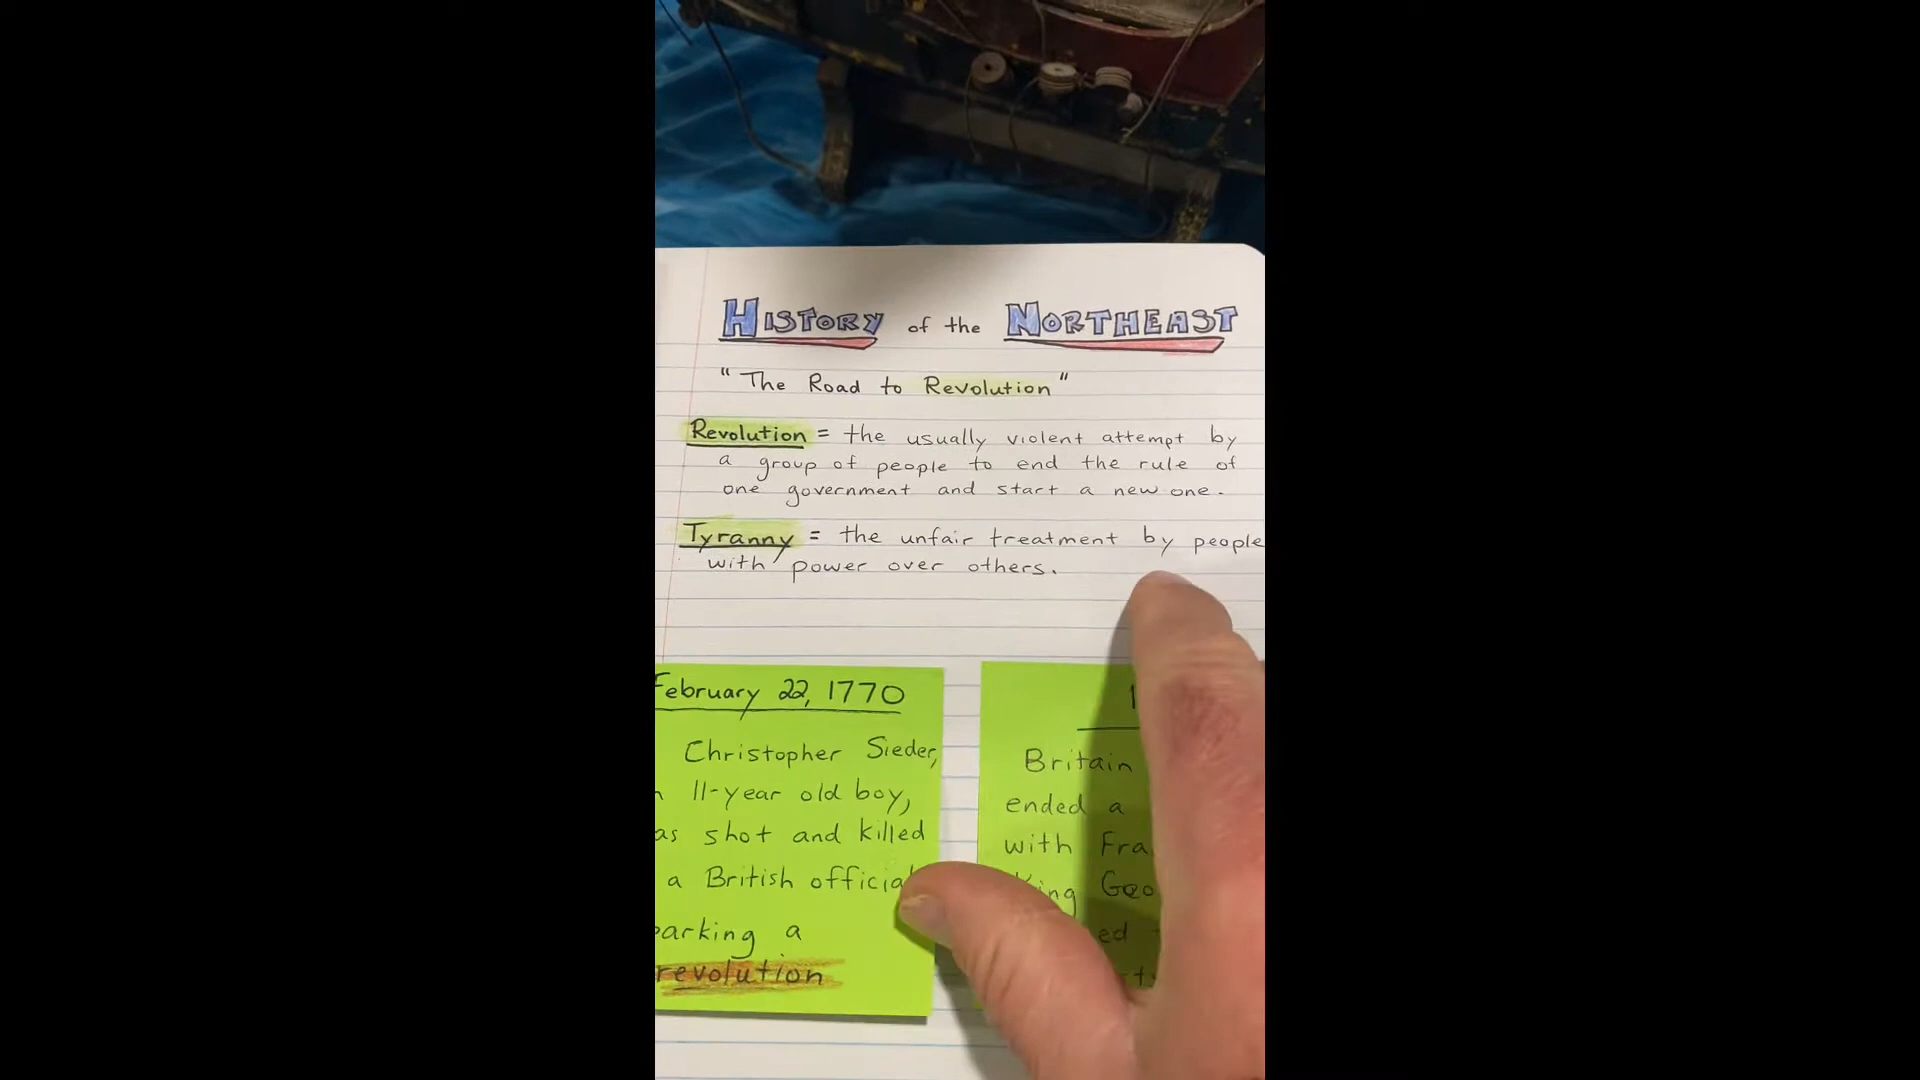 HISTORY of the NORTHEAST
"The Road to Revolution"
Revolution = the usually violent attempt by
a group of people to end the rule of
one government and start a new one.
Tyranny = the unfair treatment by people
with power over others.
February 22, 1770
Christopher Sieder,
11-year old boy,
shot and killed
a British official
a
revolution
Britain
ended a
with